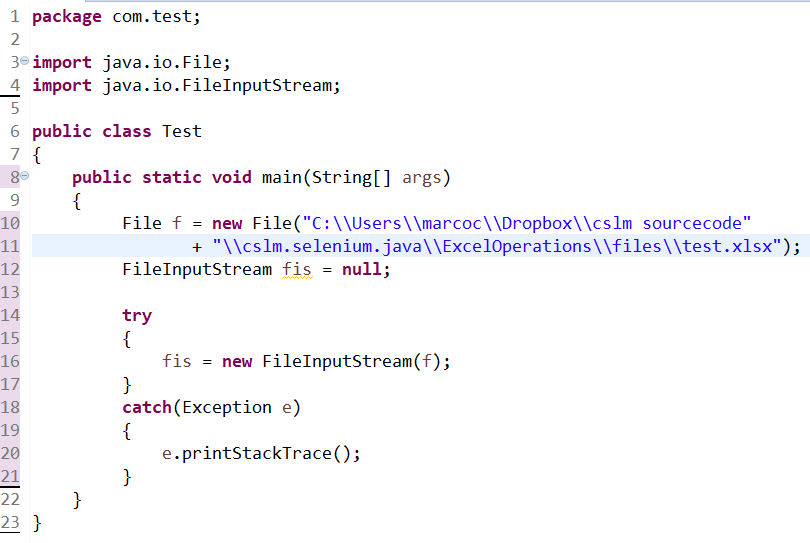 1 package com.test;
2
3 import java.io.File;
4 import java.io.FileInputStream;
5
6 public class Test
7 {
8 public static void main(String[] args)
9 {
10 File f = new File("C:\\Users\\marcoc\\Dropbox\\cslm sourcecode"
11 + "\\cslm.selenium.java\\ExcelOperations\\files\\test.xlsx");
12 FileInputStream fis = null;
13
14 try
15 {
16 fis = new FileInputStream(f);
17 }
18 catch(Exception e)
19 {
20 e.printStackTrace();
21 }
22 }
23 }